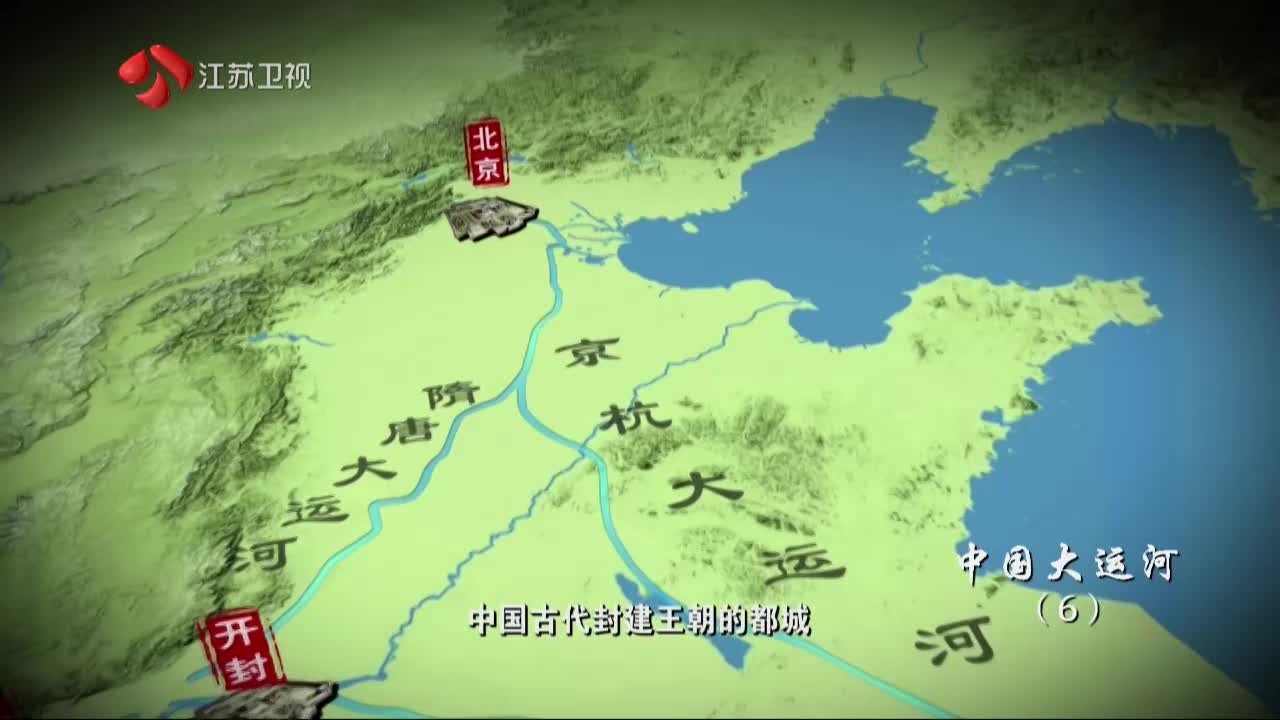 江苏卫视
北京
京杭大运河
隋唐大运河
开封
中国大运河
（6）
中国古代封建王朝的都城